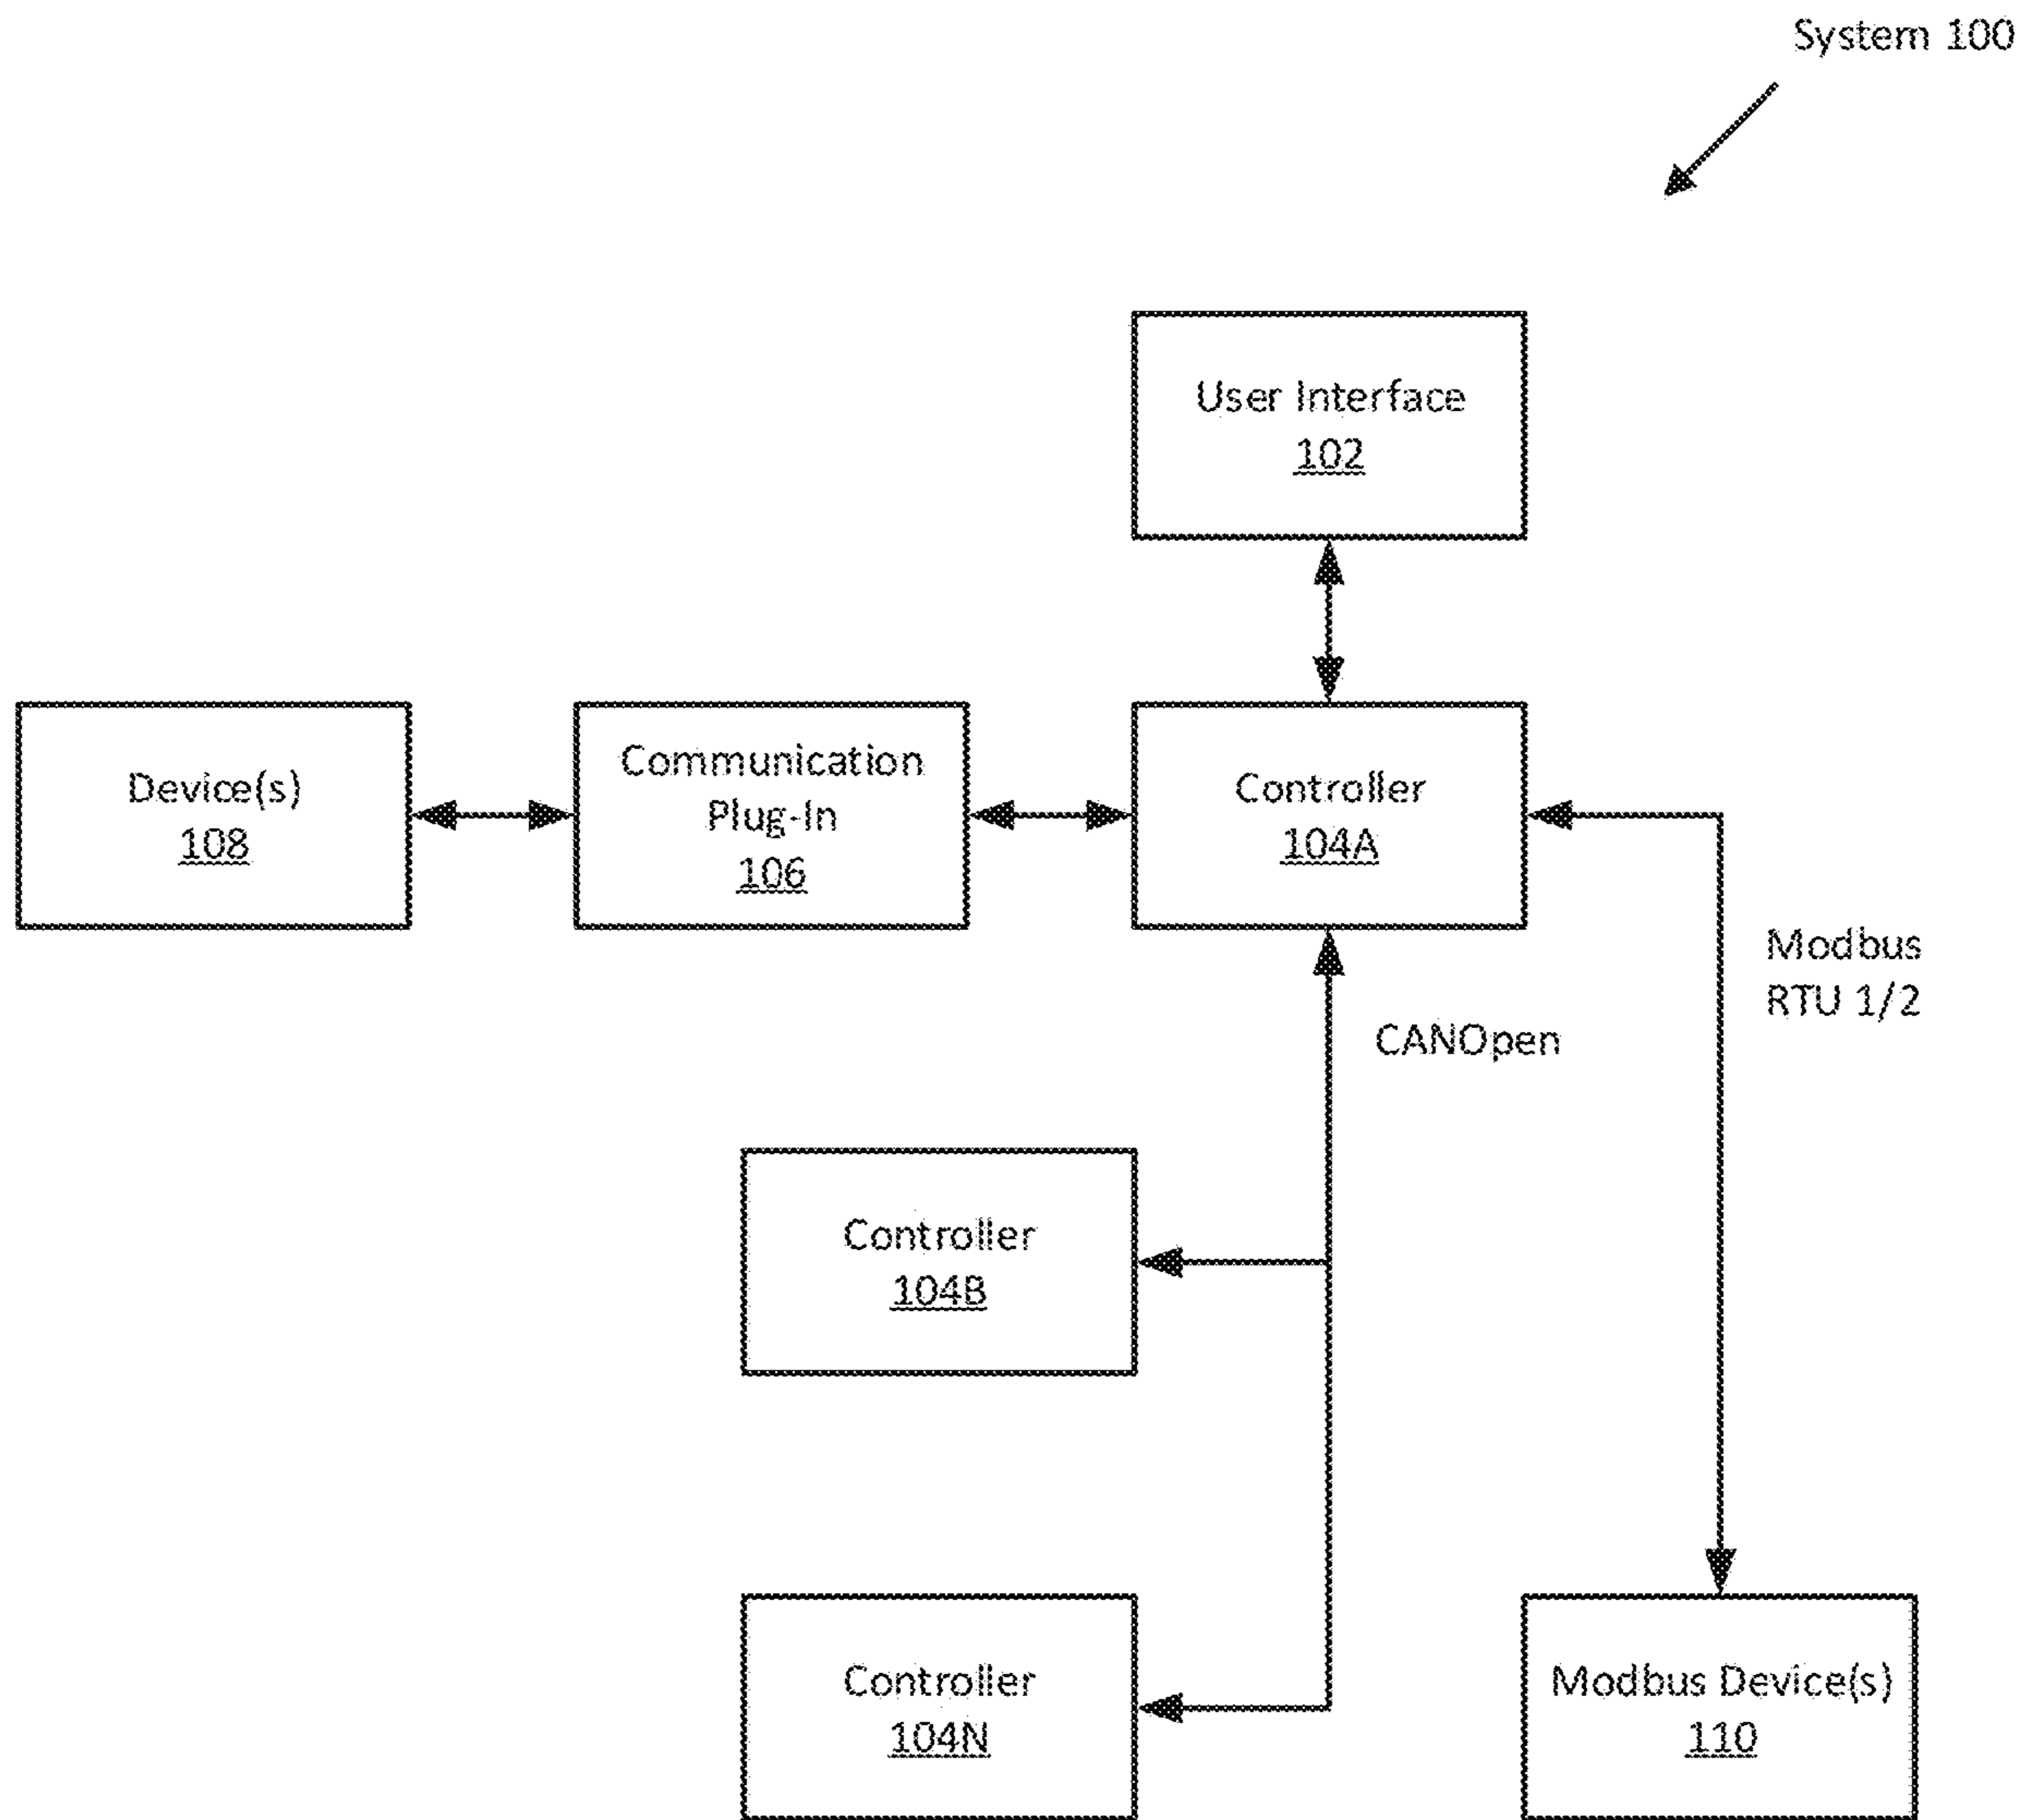 System 100
User Interface
102
Device(s)
108
Communication
Plug-In
106
Controller
104A
Modbus
RTU 1/2
CANOpen
Controller
104B
Controller
104N
Modbus Device(s)
110